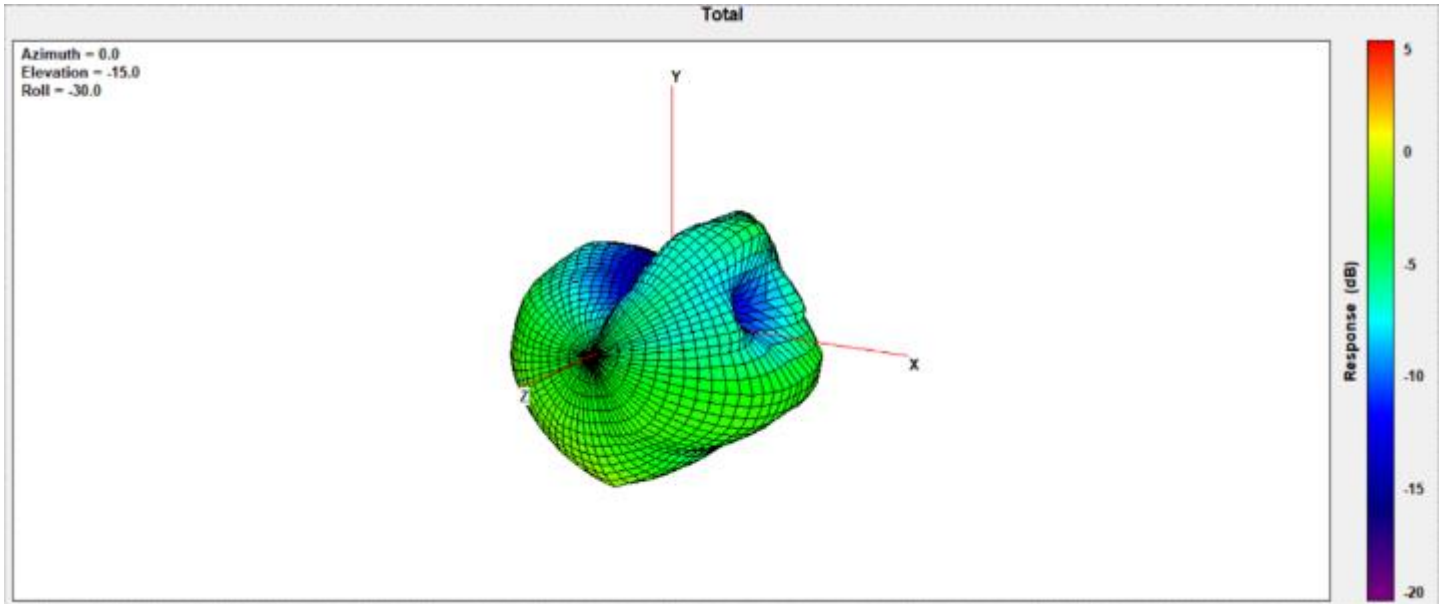 Total
Azimuth = 0.0
Elevation = -15.0
Roll = -30.0
Y
X
Z
5
0
-5
-10
-15
-20
Response (dB)